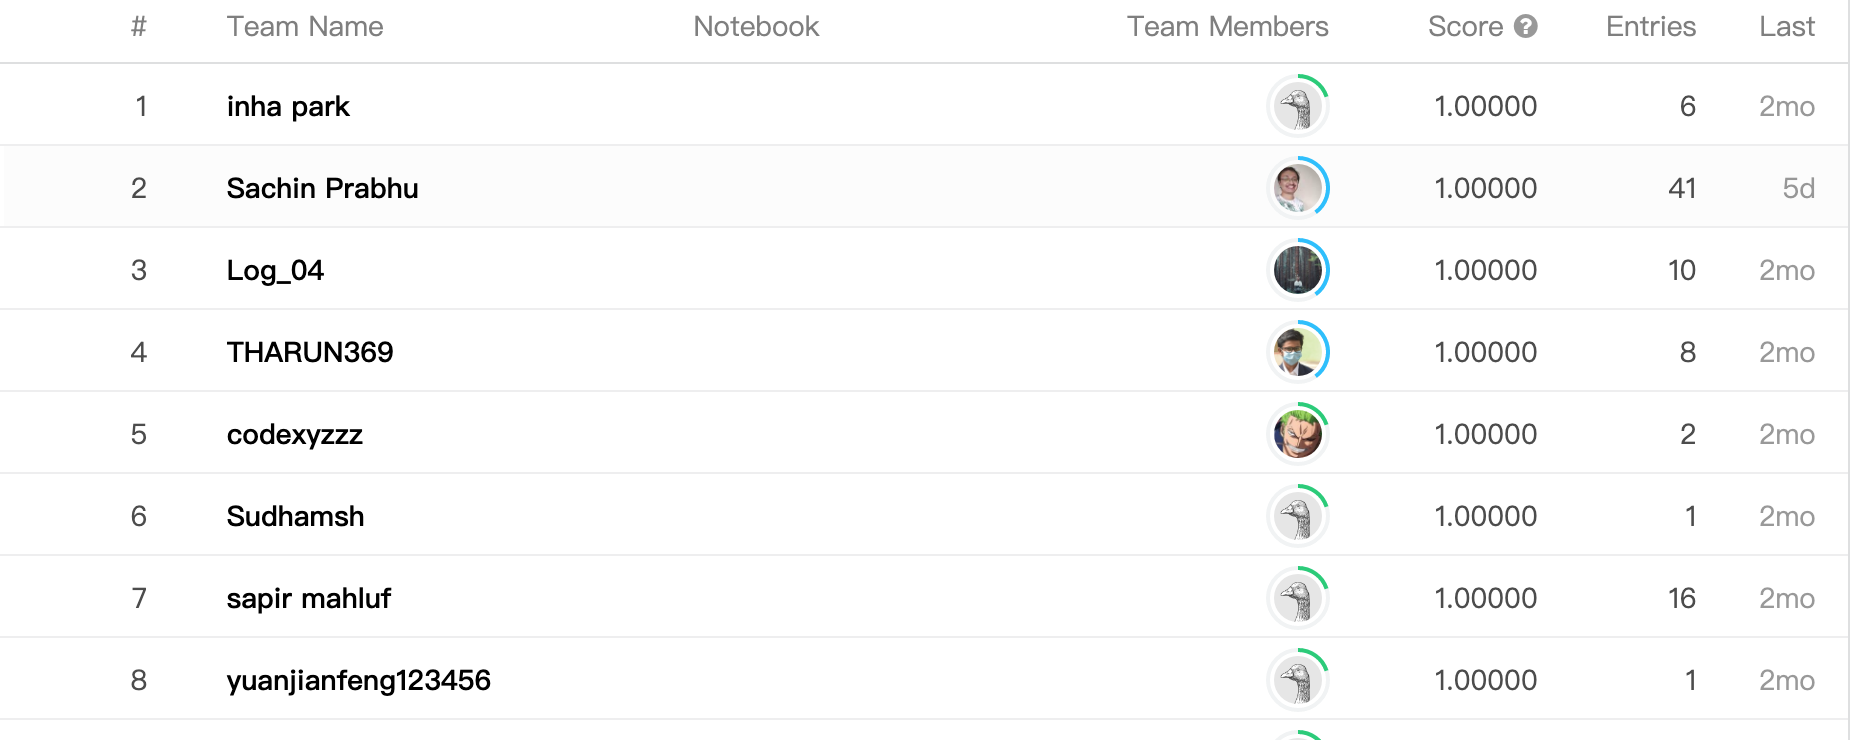 # Team Name Notebook Team Members Score ? Entries Last
1 inha park 1.00000 6 2mo
2 Sachin Prabhu 1.00000 41 5d
3 Log_04 1.00000 10 2mo
4 THARUN369 1.00000 8 2mo
5 codexyzzz 1.00000 2 2mo
6 Sudhamsh 1.00000 1 2mo
7 sapir mahluf 1.00000 16 2mo
8 yuanjianfeng123456 1.00000 1 2mo